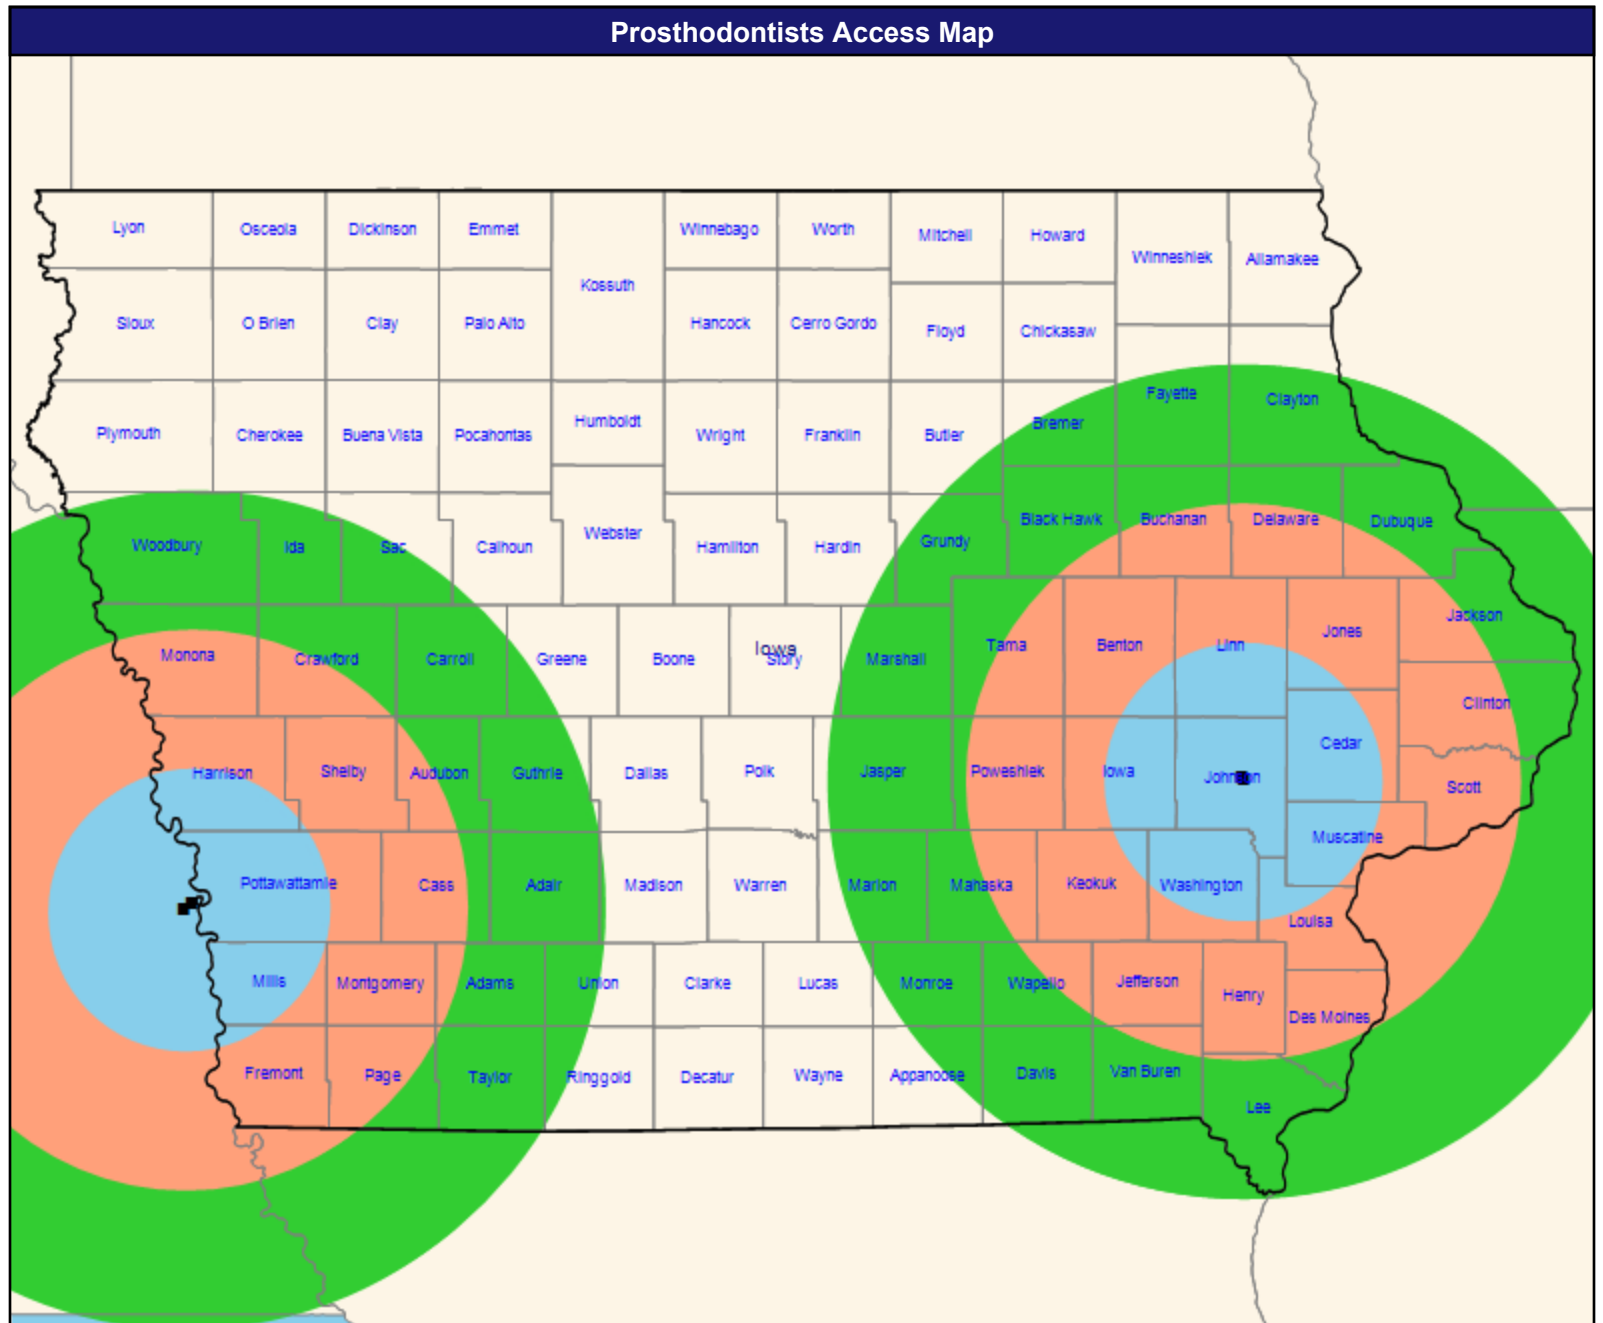 Prosthodontists Access Map
Lyon
Osceola
Dickinson
Emmet
Winnebago
Worth
Mitchell
Howard
Winneshiek
Allamakee
Kossuth
Sioux
O Brien
Clay
Palo Alto
Hancock
Cerro Gordo
Floyd
Chickasaw
Plymouth
Cherokee
Buena Vista
Pocahontas
Humboldt
Wright
Franklin
Butler
Bremer
Fayette
Clayton
Woodbury
Ida
Sac
Calhoun
Webster
Hamilton
Hardin
Grundy
Black Hawk
Buchanan
Delaware
Dubuque
Monona
Crawford
Carroll
Greene
Boone
Iowa
Story
Marshall
Tama
Benton
Linn
Jones
Jackson
Harrison
Shelby
Audubon
Guthrie
Dallas
Polk
Jasper
Poweshiek
Iowa
Johnson
Cedar
Clinton
Scott
Muscatine
Pottawattamie
Cass
Adair
Madison
Warren
Marion
Mahaska
Keokuk
Washington
Louisa
Mills
Montgomery
Adams
Union
Clarke
Lucas
Monroe
Wapello
Jefferson
Henry
Des Moines
Fremont
Page
Taylor
Ringgold
Decatur
Wayne
Appanoose
Davis
Van Buren
Lee